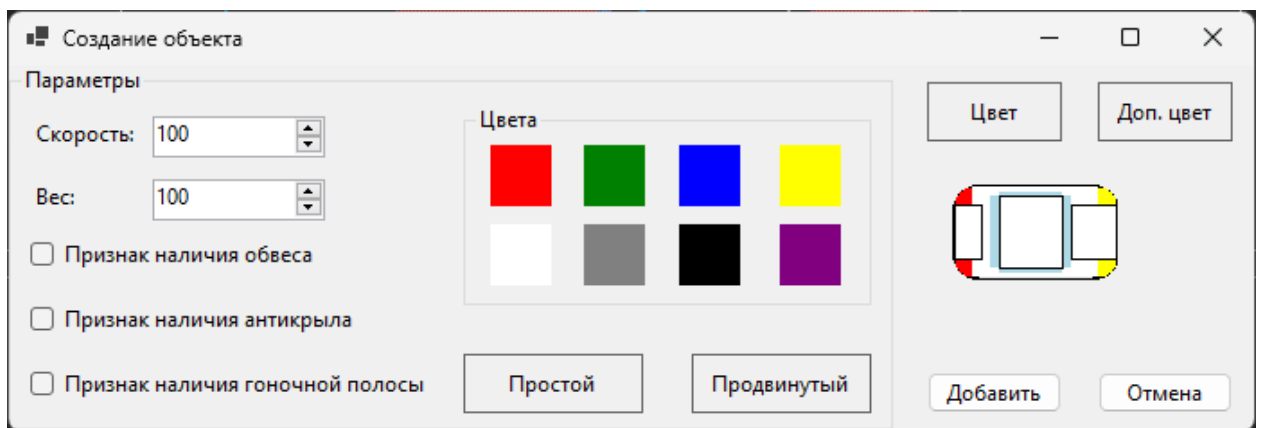 Создание объекта
Параметры
Скорость: 100
Вес: 100
Признак наличия обвеса
Признак наличия антикрыла
Признак наличия гоночной полосы
Цвета
Простой
Продвинутый
Цвет
Доп. цвет
Добавить
Отмена